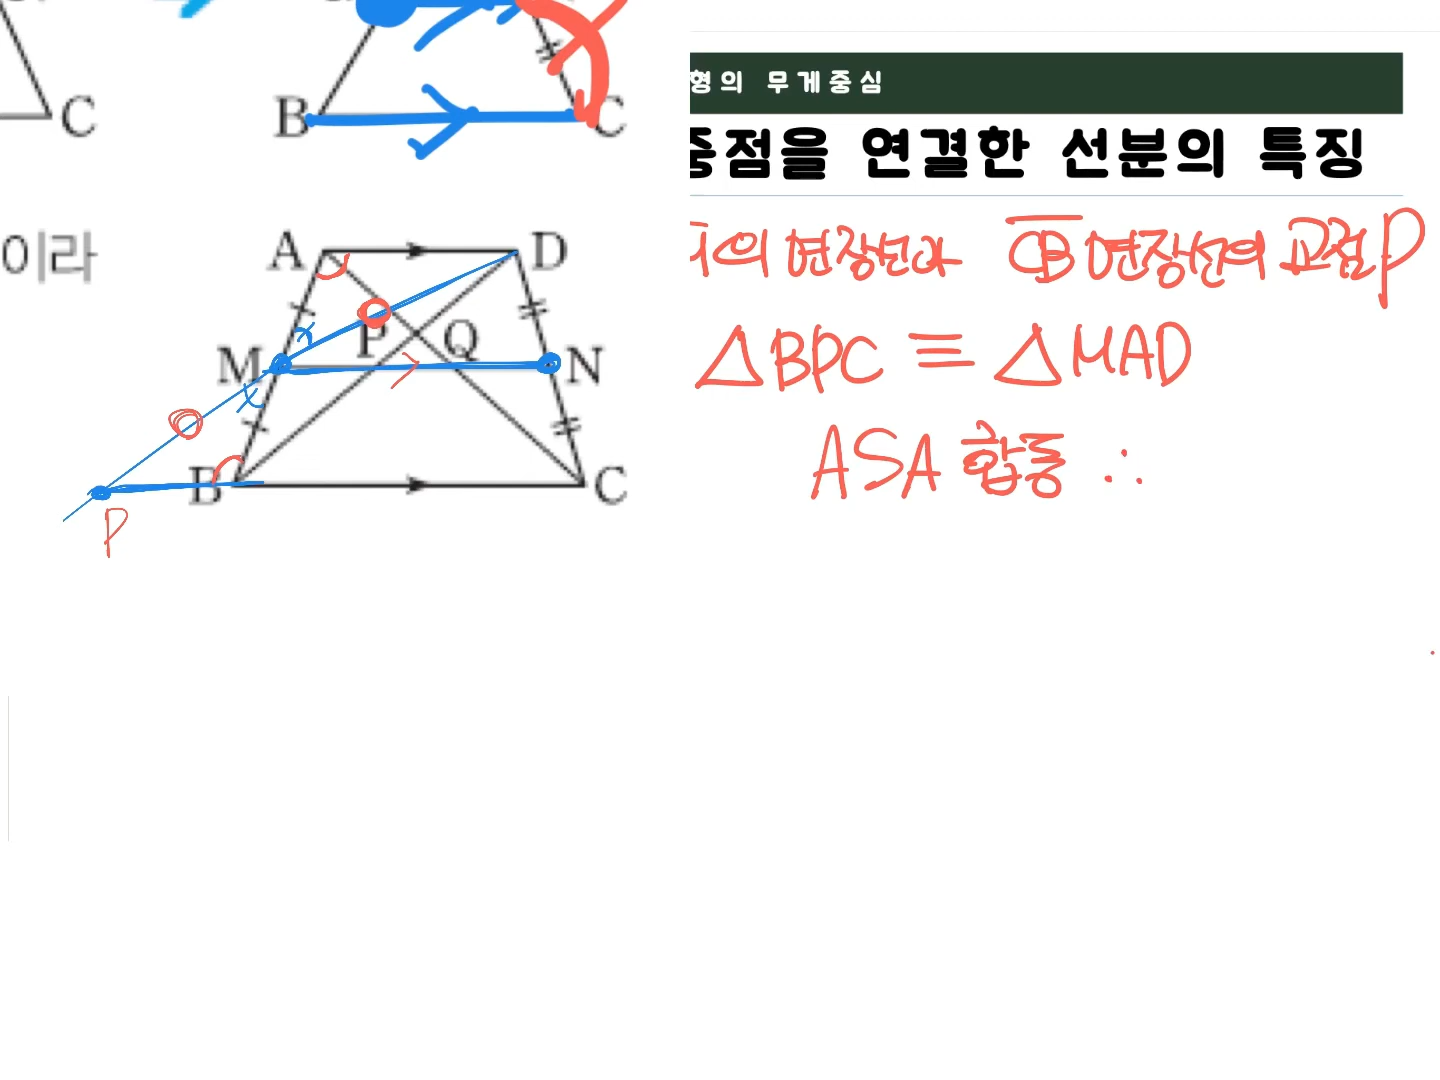 C
B C
형의 무게중심
중점을 연결한 선분의 특징
이라
A D
의 연장선과 CB 연장선의 교점 P
P Q
M N
△BPC ≡ △MAD
ASA 합동 ∴
B C
P